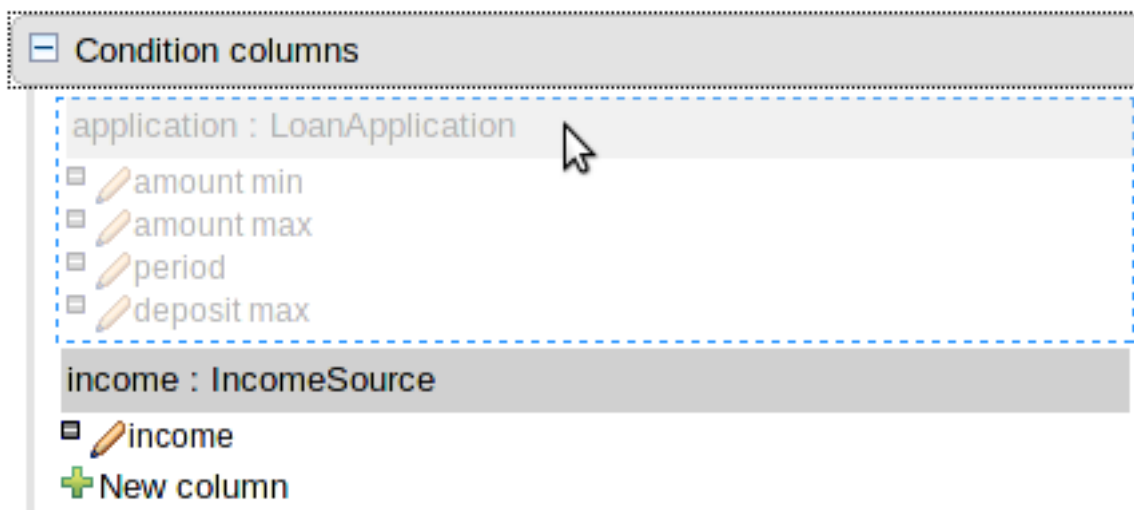 Condition columns
application : LoanApplication
amount min
amount max
period
deposit max
income : IncomeSource
income
New column